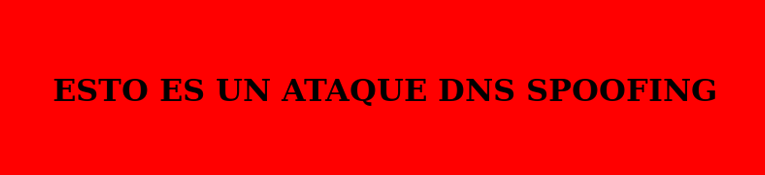 ESTO ES UN ATAQUE DNS SPOOFING